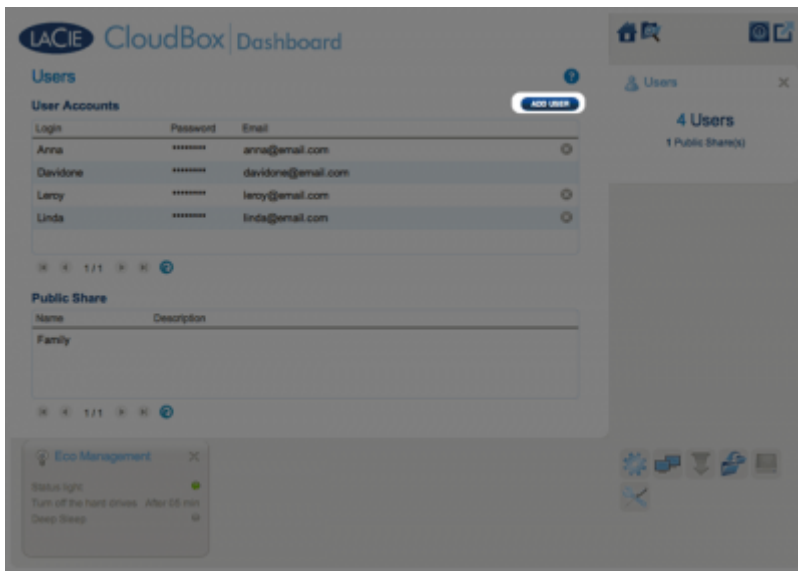 LACIE CloudBox Dashboard
Users
?
User Accounts
ADD USER
Login Password Email
Anna ******** anna@email.com
Davidone ******** davidone@email.com
Leroy ******** leroy@email.com
Linda ******** linda@email.com
1 / 1
Public Share
Name Description
Family
1 / 1
Users
4 Users
1 Public Share(s)
Eco Management
Status light
Turn off the hard drives After 05 min
Deep Sleep